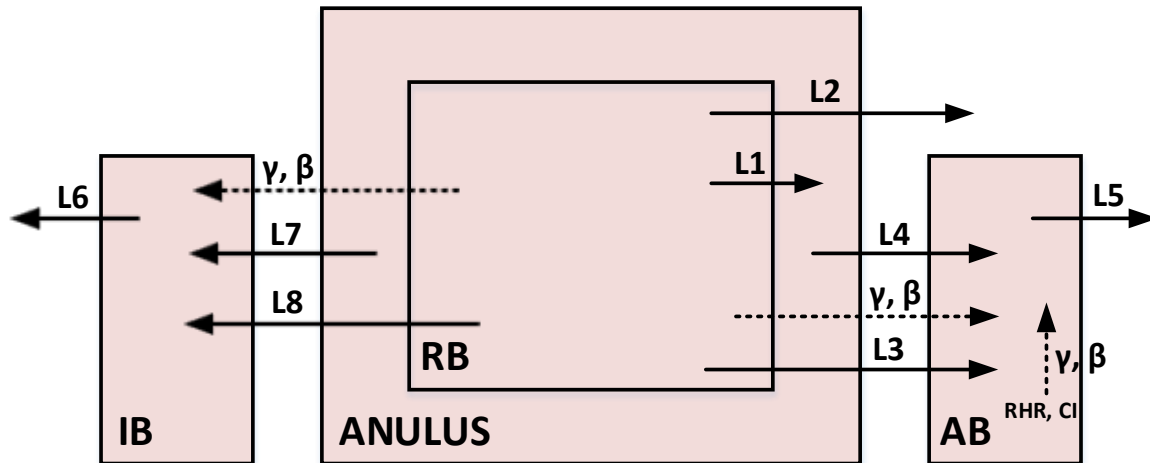 L2
γ, β
L1
L6
L5
L7
L4
L8
γ, β
RB
L3
γ, β
RHR, CI
IB
ANULUS
AB